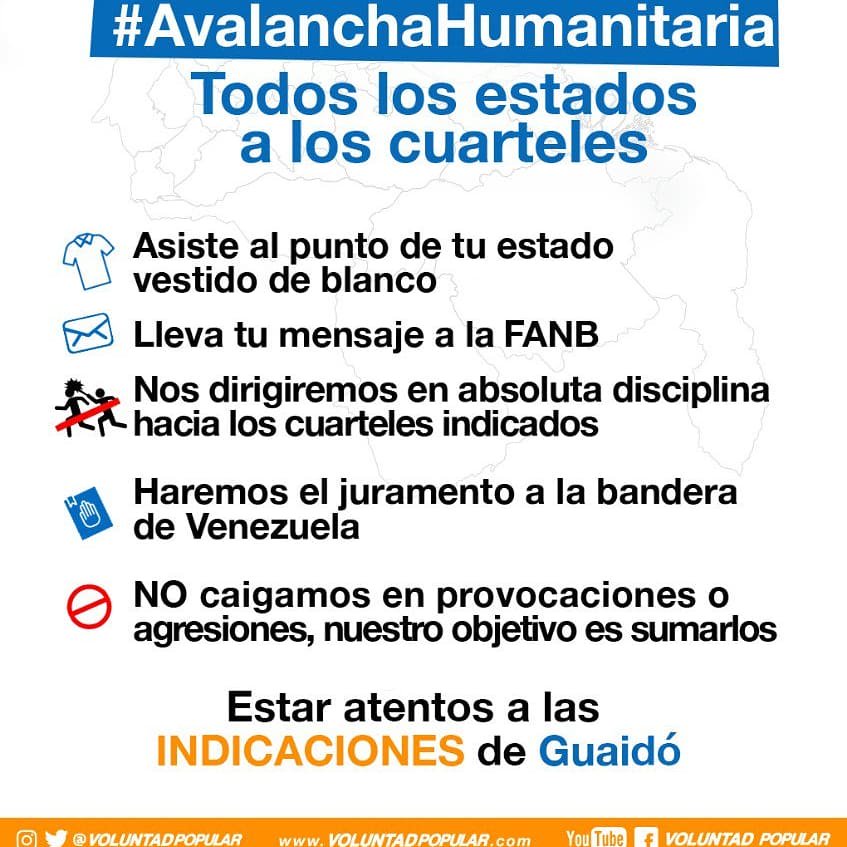 #AvalanchaHumanitaria
Todos los estados
a los cuarteles
Asiste al punto de tu estado
vestido de blanco
Lleva tu mensaje a la FANB
Nos dirigiremos en absoluta disciplina
hacia los cuarteles indicados
Haremos el juramento a la bandera
de Venezuela
NO caigamos en provocaciones o
agresiones, nuestro objetivo es sumarlos
Estar atentos a las
INDICACIONES de Guaidó
@VOLUNTADPOPULAR www.VOLUNTADPOPULAR.com YouTube f VOLUNTAD POPULAR